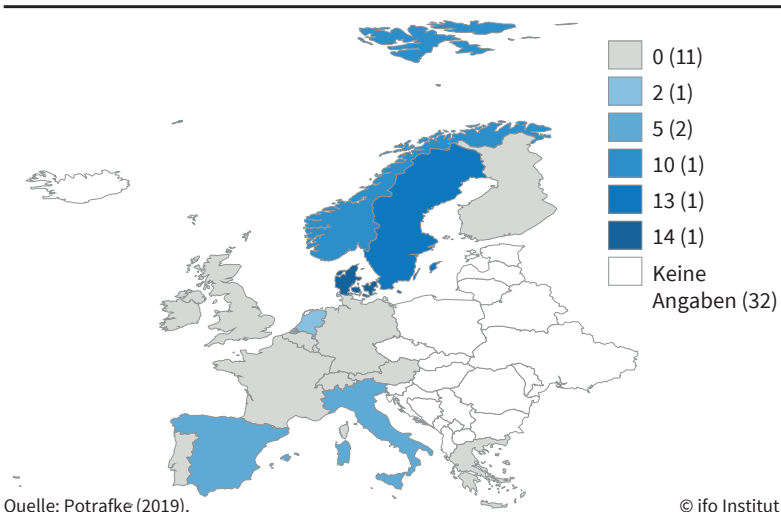 0 (11)
2 (1)
5 (2)
10 (1)
13 (1)
14 (1)
Keine
Angaben (32)
Quelle: Potrafke (2019).
© ifo Institut